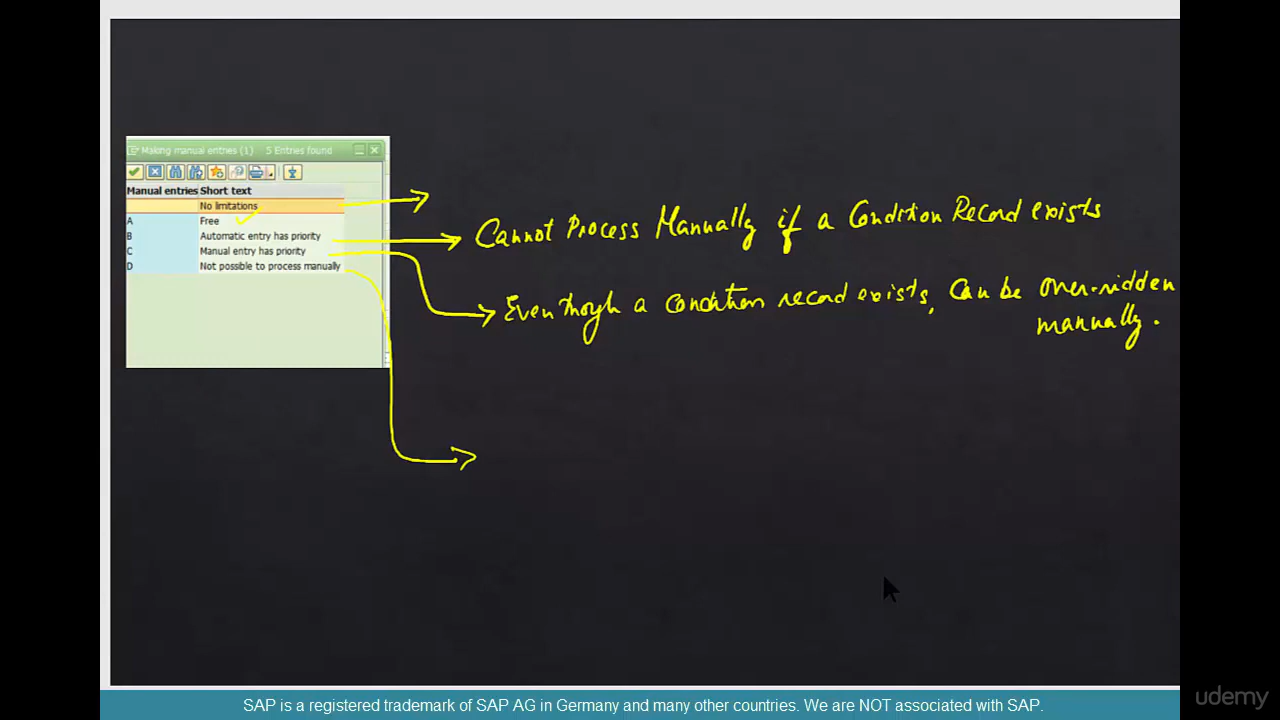 Making manual entries (1) 5 Entries found
Manual entries Short text
No limitations
A Free
B Automatic entry has priority
C Manual entry has priority
D Not possible to process manually
Cannot Process Manually if a Condition Record exists
Even though a condition record exists, Can be over-ridden
manually.
SAP is a registered trademark of SAP AG in Germany and many other countries. We are NOT associated with SAP.
udemy